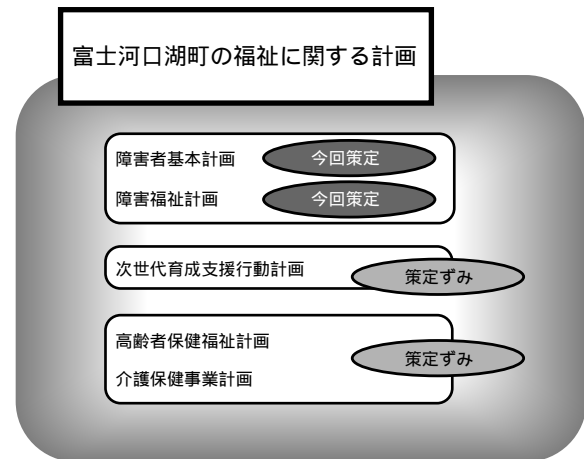 富士河口湖町の福祉に関する計画
障害者基本計画 今回策定
障害福祉計画 今回策定
次世代育成支援行動計画 策定ずみ
高齢者保健福祉計画
策定ずみ
介護保健事業計画